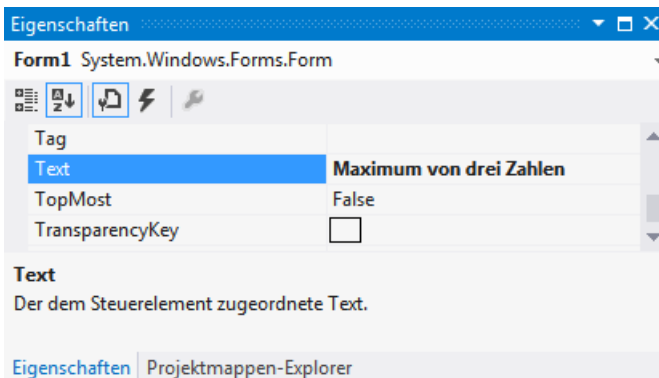 Eigenschaften
Form1 System.Windows.Forms.Form
Tag
Text Maximum von drei Zahlen
TopMost False
TransparencyKey
Text
Der dem Steuerelement zugeordnete Text.
Eigenschaften Projektmappen-Explorer